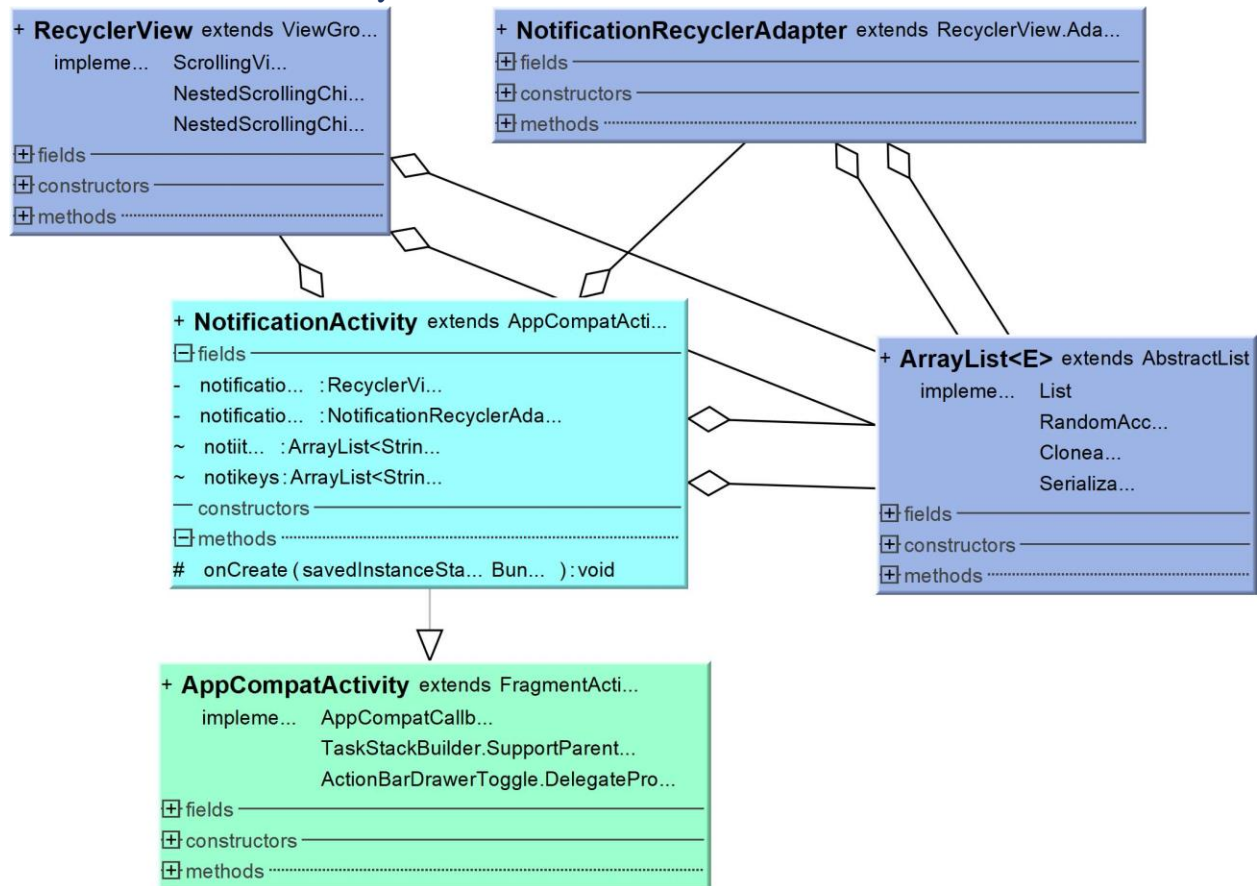 + RecyclerView extends ViewGro...
impleme... ScrollingVi...
NestedScrollingChi...
NestedScrollingChi...
+ fields
+ constructors
+ methods
+ NotificationRecyclerAdapter extends RecyclerView.Ada...
+ fields
+ constructors
+ methods
+ NotificationActivity extends AppCompatActi...
- fields
- notificatio... :RecyclerVi...
- notificatio... :NotificationRecyclerAda...
~ notiit... :ArrayList<Strin...
~ notikeys:ArrayList<Strin...
constructors
- methods
# onCreate (savedInstanceSta... Bun... ):void
+ ArrayList<E> extends AbstractList
impleme... List
RandomAcc...
Clonea...
Serializa...
+ fields
+ constructors
+ methods
+ AppCompatActivity extends FragmentActi...
impleme... AppCompatCallb...
TaskStackBuilder.SupportParent...
ActionBarDrawerToggle.DelegatePro...
+ fields
+ constructors
+ methods